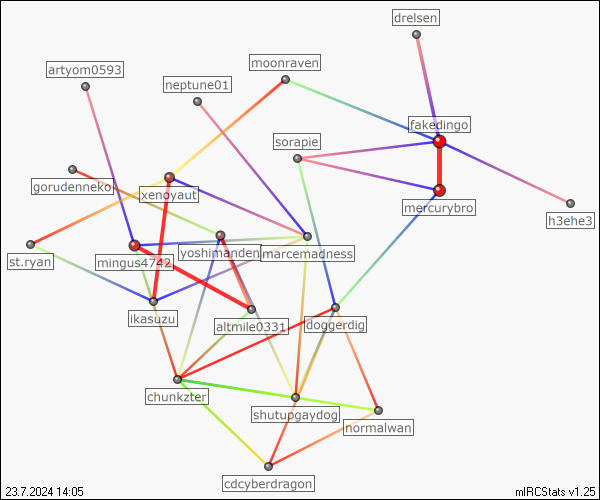 drelsen
moonraven
artyom0593
neptune01
fakedingo
sorapie
gorudenneko
xenoyaut
mercurybro
h3ehe3
st.ryan
mingus4742
yoshimanden
marcemadness
ikasuzu
altmile0331
doggerdig
chunkzter
shutupgaydog
normalwan
cdcyberdragon
23.7.2024 14:05
mIRCStats v1.25